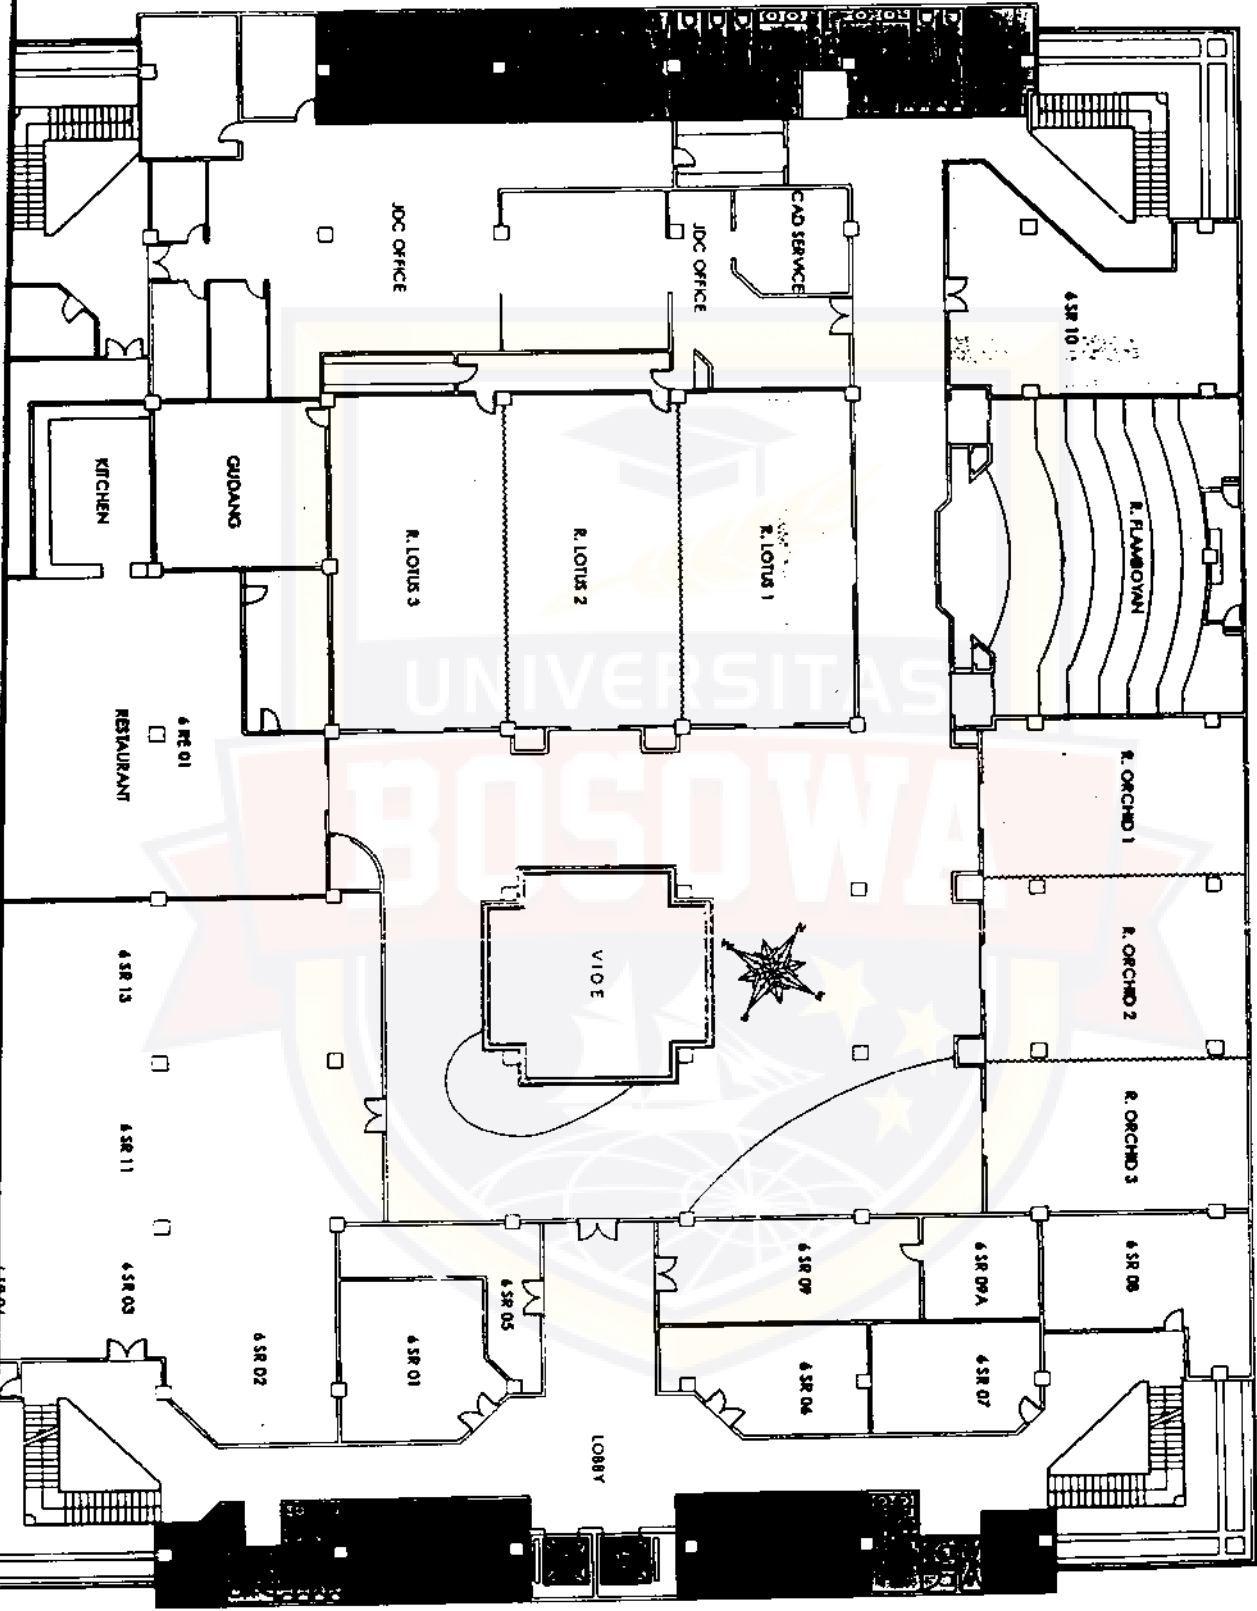 JDC OFFICE
JDC OFFICE
CAD SERVICE
6 SR 10
KITCHEN
GUDANG
R. LOTUS 3
R. LOTUS 2
R. LOTUS 1
R. FLAMBOYAN
UNIVERSITAS
BOSOWA
RESTAURANT
6 RE 01
R. ORCHID 1
R. ORCHID 2
R. ORCHID 3
VIDE
6 SR 13
6 SR 11
6 SR 03
6 SR 02
6 SR 01
6 SR 05
6 SR 09
6 SR 09A
6 SR 08
6 SR 06
6 SR 07
LOBBY